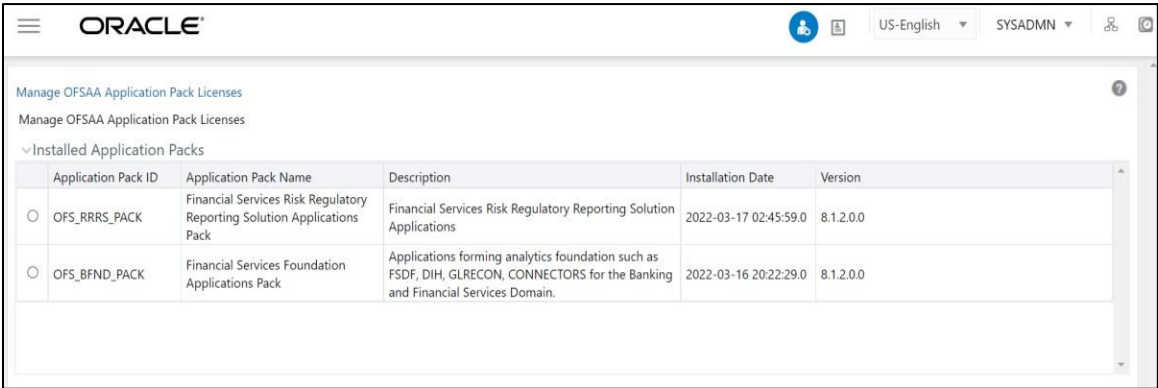 ORACLE
US-English
SYSADMN
Manage OFSAA Application Pack Licenses
Manage OFSAA Application Pack Licenses
Installed Application Packs
Application Pack ID Application Pack Name Description Installation Date Version
Financial Services Risk Regulatory
Reporting Solution Applications
Pack
OFS_RRRS_PACK
Financial Services Risk Regulatory Reporting Solution
Applications
2022-03-17 02:45:59.0 8.1.2.0.0
OFS_BFND_PACK
Financial Services Foundation
Applications Pack
Applications forming analytics foundation such as
FSDF, DIH, GLRECON, CONNECTORS for the Banking
and Financial Services Domain.
2022-03-16 20:22:29.0 8.1.2.0.0